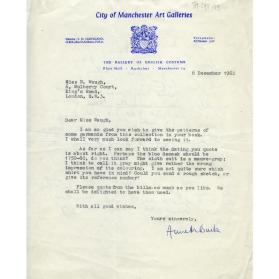 City of Manchester Art Galleries
THE GALLERY OF ENGLISH COSTUME
Platt Hall · Rusholme · Manchester 14
8 December 1962
Miss N. Waugh,
4, Mulberry Court,
King's Road,
London, S.W.3.
Dear Miss Waugh,
I am so glad you wish to give the patterns of
some garments from this collection in your book.
I shall very much look forward to seeing it.
As far as I can say I think the dating you quote
is about right. Perhaps the blue damask should be
1750-60, do you think? The cloth suit is a mauve-grey;
I think to call it grey might give rather the wrong
impression of its colouring. I am not quite sure which
shirt you have in mind? Could you send a rough sketch, or
give its reference number?
Please quote from the bills as much as you like. We
shall be delighted to have them used.
With all good wishes,
Yours sincerely,
Anne Buck